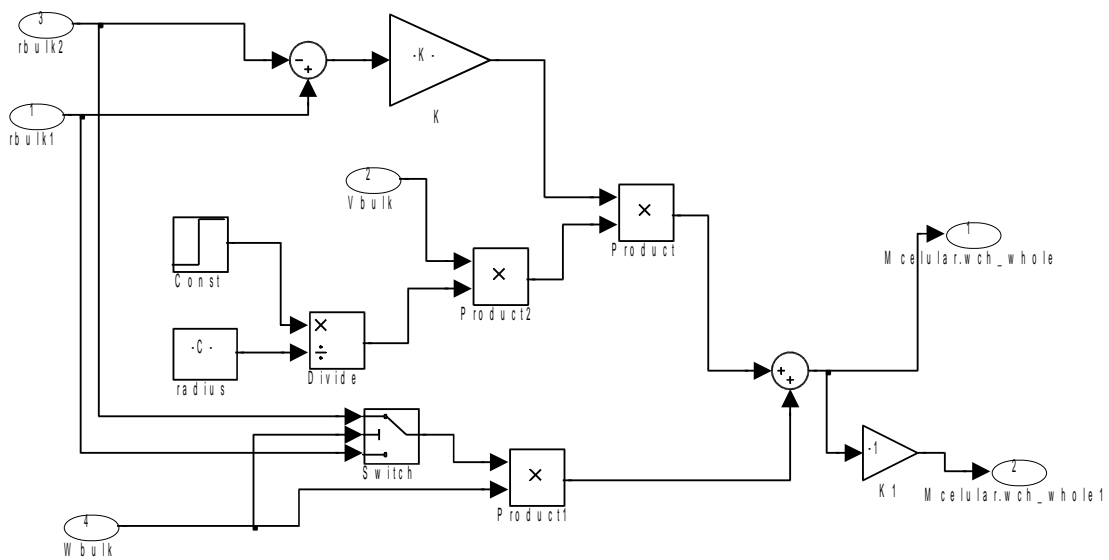 3
rbulk2
-
+
-K-
K
1
rbulk1
2
Vbulk
×
Product
1
Mcelular.wch_whole
Const
×
Product2
-C-
radius
×
÷
Divide
+
+
Switch
-1
K1
2
Mcelular.wch_whole1
×
Product1
4
Wbulk